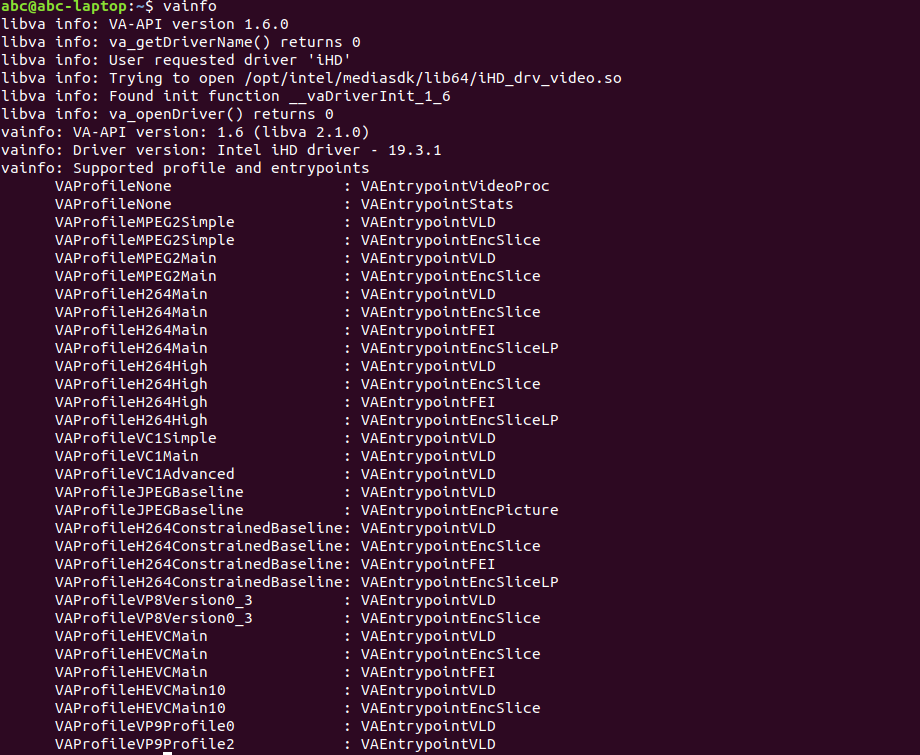 abc@abc-laptop:~$ vainfo
libva info: VA-API version 1.6.0
libva info: va_getDriverName() returns 0
libva info: User requested driver 'iHD'
libva info: Trying to open /opt/intel/mediasdk/lib64/iHD_drv_video.so
libva info: Found init function __vaDriverInit_1_6
libva info: va_openDriver() returns 0
vainfo: VA-API version: 1.6 (libva 2.1.0)
vainfo: Driver version: Intel iHD driver - 19.3.1
vainfo: Supported profile and entrypoints
      VAProfileNone                   : VAEntrypointVideoProc
      VAProfileNone                   : VAEntrypointStats
      VAProfileMPEG2Simple            : VAEntrypointVLD
      VAProfileMPEG2Simple            : VAEntrypointEncSlice
      VAProfileMPEG2Main              : VAEntrypointVLD
      VAProfileMPEG2Main              : VAEntrypointEncSlice
      VAProfileH264Main               : VAEntrypointVLD
      VAProfileH264Main               : VAEntrypointEncSlice
      VAProfileH264Main               : VAEntrypointFEI
      VAProfileH264Main               : VAEntrypointEncSliceLP
      VAProfileH264High               : VAEntrypointVLD
      VAProfileH264High               : VAEntrypointEncSlice
      VAProfileH264High               : VAEntrypointFEI
      VAProfileH264High               : VAEntrypointEncSliceLP
      VAProfileVC1Simple              : VAEntrypointVLD
      VAProfileVC1Main                : VAEntrypointVLD
      VAProfileVC1Advanced            : VAEntrypointVLD
      VAProfileJPEGBaseline           : VAEntrypointVLD
      VAProfileJPEGBaseline           : VAEntrypointEncPicture
      VAProfileH264ConstrainedBaseline: VAEntrypointVLD
      VAProfileH264ConstrainedBaseline: VAEntrypointEncSlice
      VAProfileH264ConstrainedBaseline: VAEntrypointFEI
      VAProfileH264ConstrainedBaseline: VAEntrypointEncSliceLP
      VAProfileVP8Version0_3          : VAEntrypointVLD
      VAProfileVP8Version0_3          : VAEntrypointEncSlice
      VAProfileHEVCMain               : VAEntrypointVLD
      VAProfileHEVCMain               : VAEntrypointEncSlice
      VAProfileHEVCMain               : VAEntrypointFEI
      VAProfileHEVCMain10             : VAEntrypointVLD
      VAProfileHEVCMain10             : VAEntrypointEncSlice
      VAProfileVP9Profile0            : VAEntrypointVLD
      VAProfileVP9Profile2            : VAEntrypointVLD